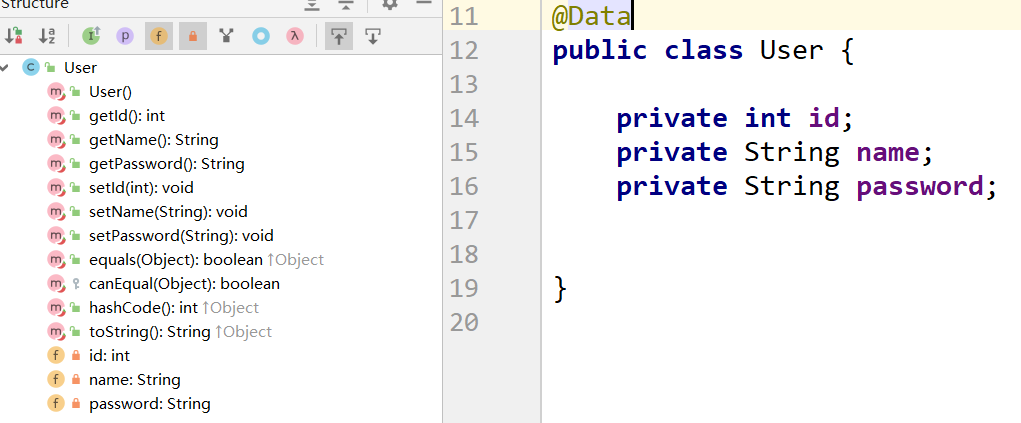 Structure
User
User()
getId(): int
getName(): String
getPassword(): String
setId(int): void
setName(String): void
setPassword(String): void
equals(Object): boolean ↑Object
canEqual(Object): boolean
hashCode(): int ↑Object
toString(): String ↑Object
id: int
name: String
password: String
11 @Data
12 public class User {
13
14 private int id;
15 private String name;
16 private String password;
17
18
19 }
20